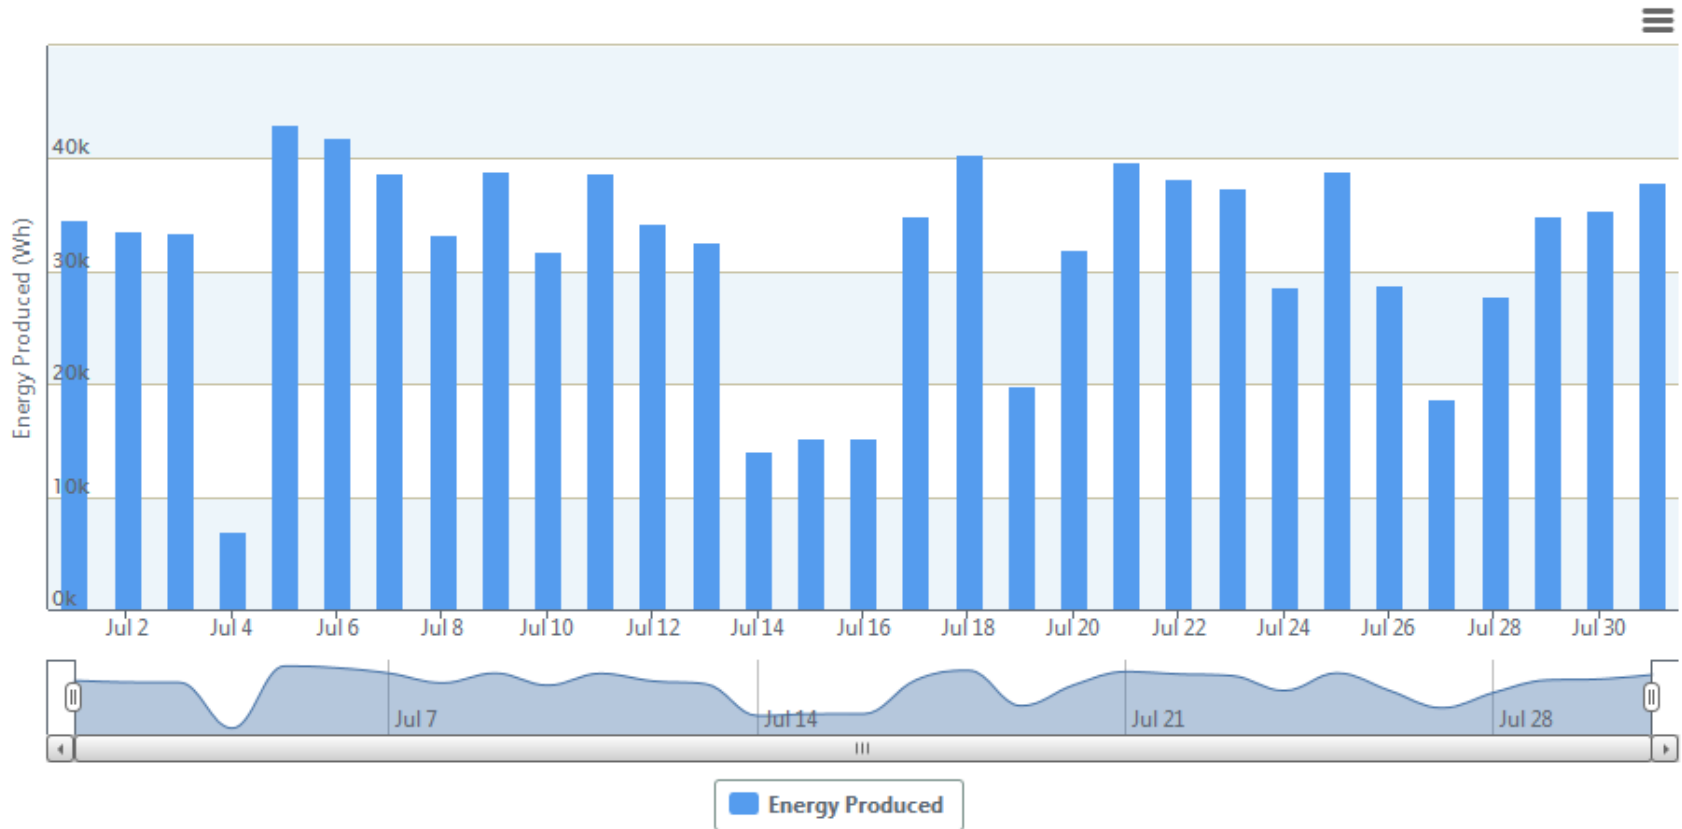 Energy Produced (Wh)
40k
30k
20k
10k
0k
Jul 2 Jul 4 Jul 6 Jul 8 Jul 10 Jul 12 Jul 14 Jul 16 Jul 18 Jul 20 Jul 22 Jul 24 Jul 26 Jul 28 Jul 30
Jul 7 Jul 14 Jul 21 Jul 28
Energy Produced